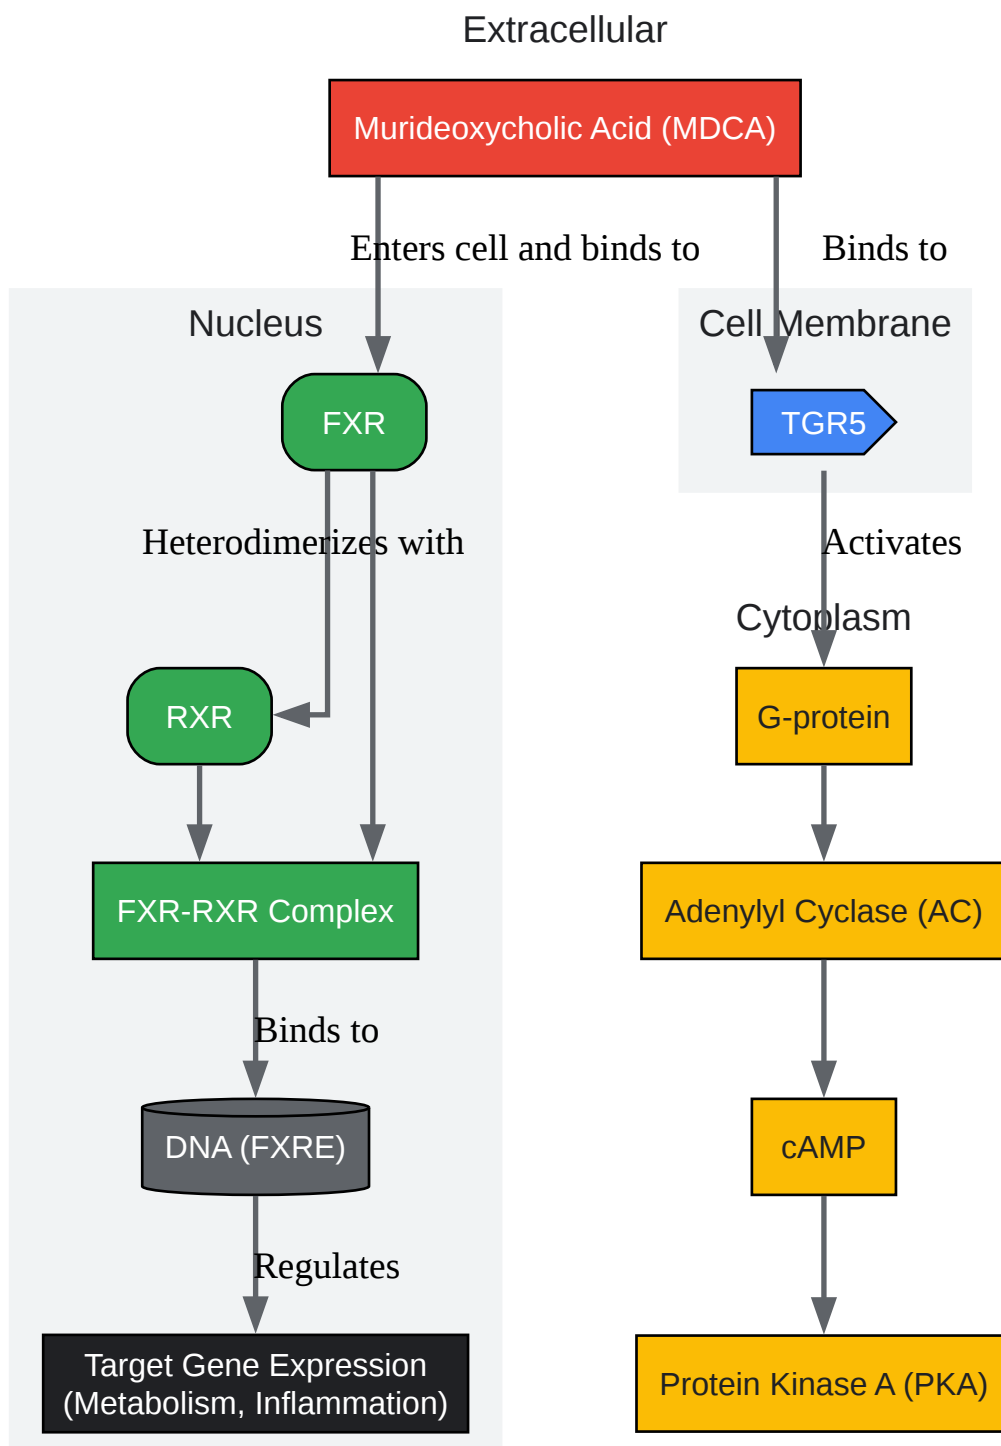 Extracellular
Murideoxycholic Acid (MDCA)
Enters cell and binds to
Binds to
Nucleus
Cell Membrane
FXR
TGR5
Heterodimerizes with
Activates
Cytoplasm
RXR
G-protein
FXR-RXR Complex
Adenylyl Cyclase (AC)
Binds to
DNA (FXRE)
cAMP
Regulates
Target Gene Expression
(Metabolism, Inflammation)
Protein Kinase A (PKA)